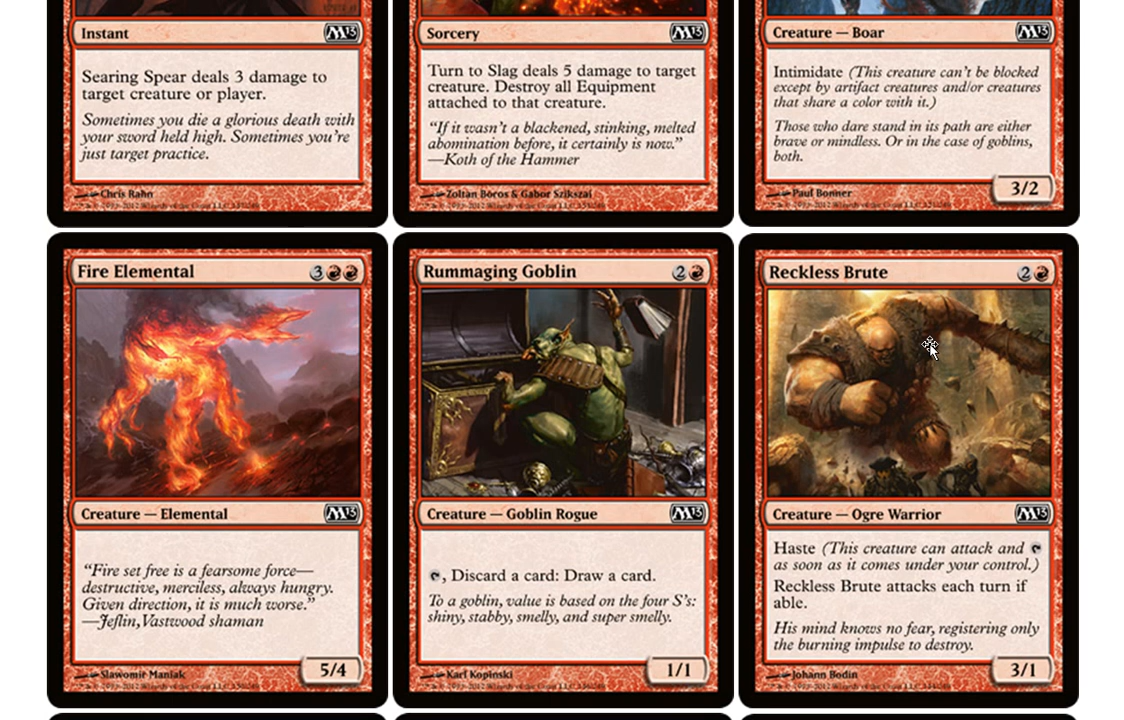 Instant
M13
Searing Spear deals 3 damage to
target creature or player.
Sometimes you die a glorious death with
your sword held high. Sometimes you're
just target practice.
Chris Rahn
Sorcery
M13
Turn to Slag deals 5 damage to target
creature. Destroy all Equipment
attached to that creature.
"If it wasn't a blackened, stinking, melted
abomination before, it certainly is now."
—Koth of the Hammer
Zoltan Boros & Gabor Szikszai
Creature — Boar
M13
Intimidate (This creature can't be blocked
except by artifact creatures and/or creatures
that share a color with it.)
Those who dare stand in its path are either
brave or mindless. Or in the case of goblins,
both.
3/2
Paul Bonner
Fire Elemental 3
Creature — Elemental
M13
"Fire set free is a fearsome force—
destructive, merciless, always hungry.
Given direction, it is much worse."
—Jeflin, Vastwood shaman
5/4
Slawomir Maniak
Rummaging Goblin 2
Creature — Goblin Rogue
M13
, Discard a card: Draw a card.
To a goblin, value is based on the four S's:
shiny, stabby, smelly, and super smelly.
1/1
Karl Kopinski
Reckless Brute 2
Creature — Ogre Warrior
M13
Haste (This creature can attack and
as soon as it comes under your control.)
Reckless Brute attacks each turn if
able.
His mind knows no fear, registering only
the burning impulse to destroy.
3/1
Johann Bodin